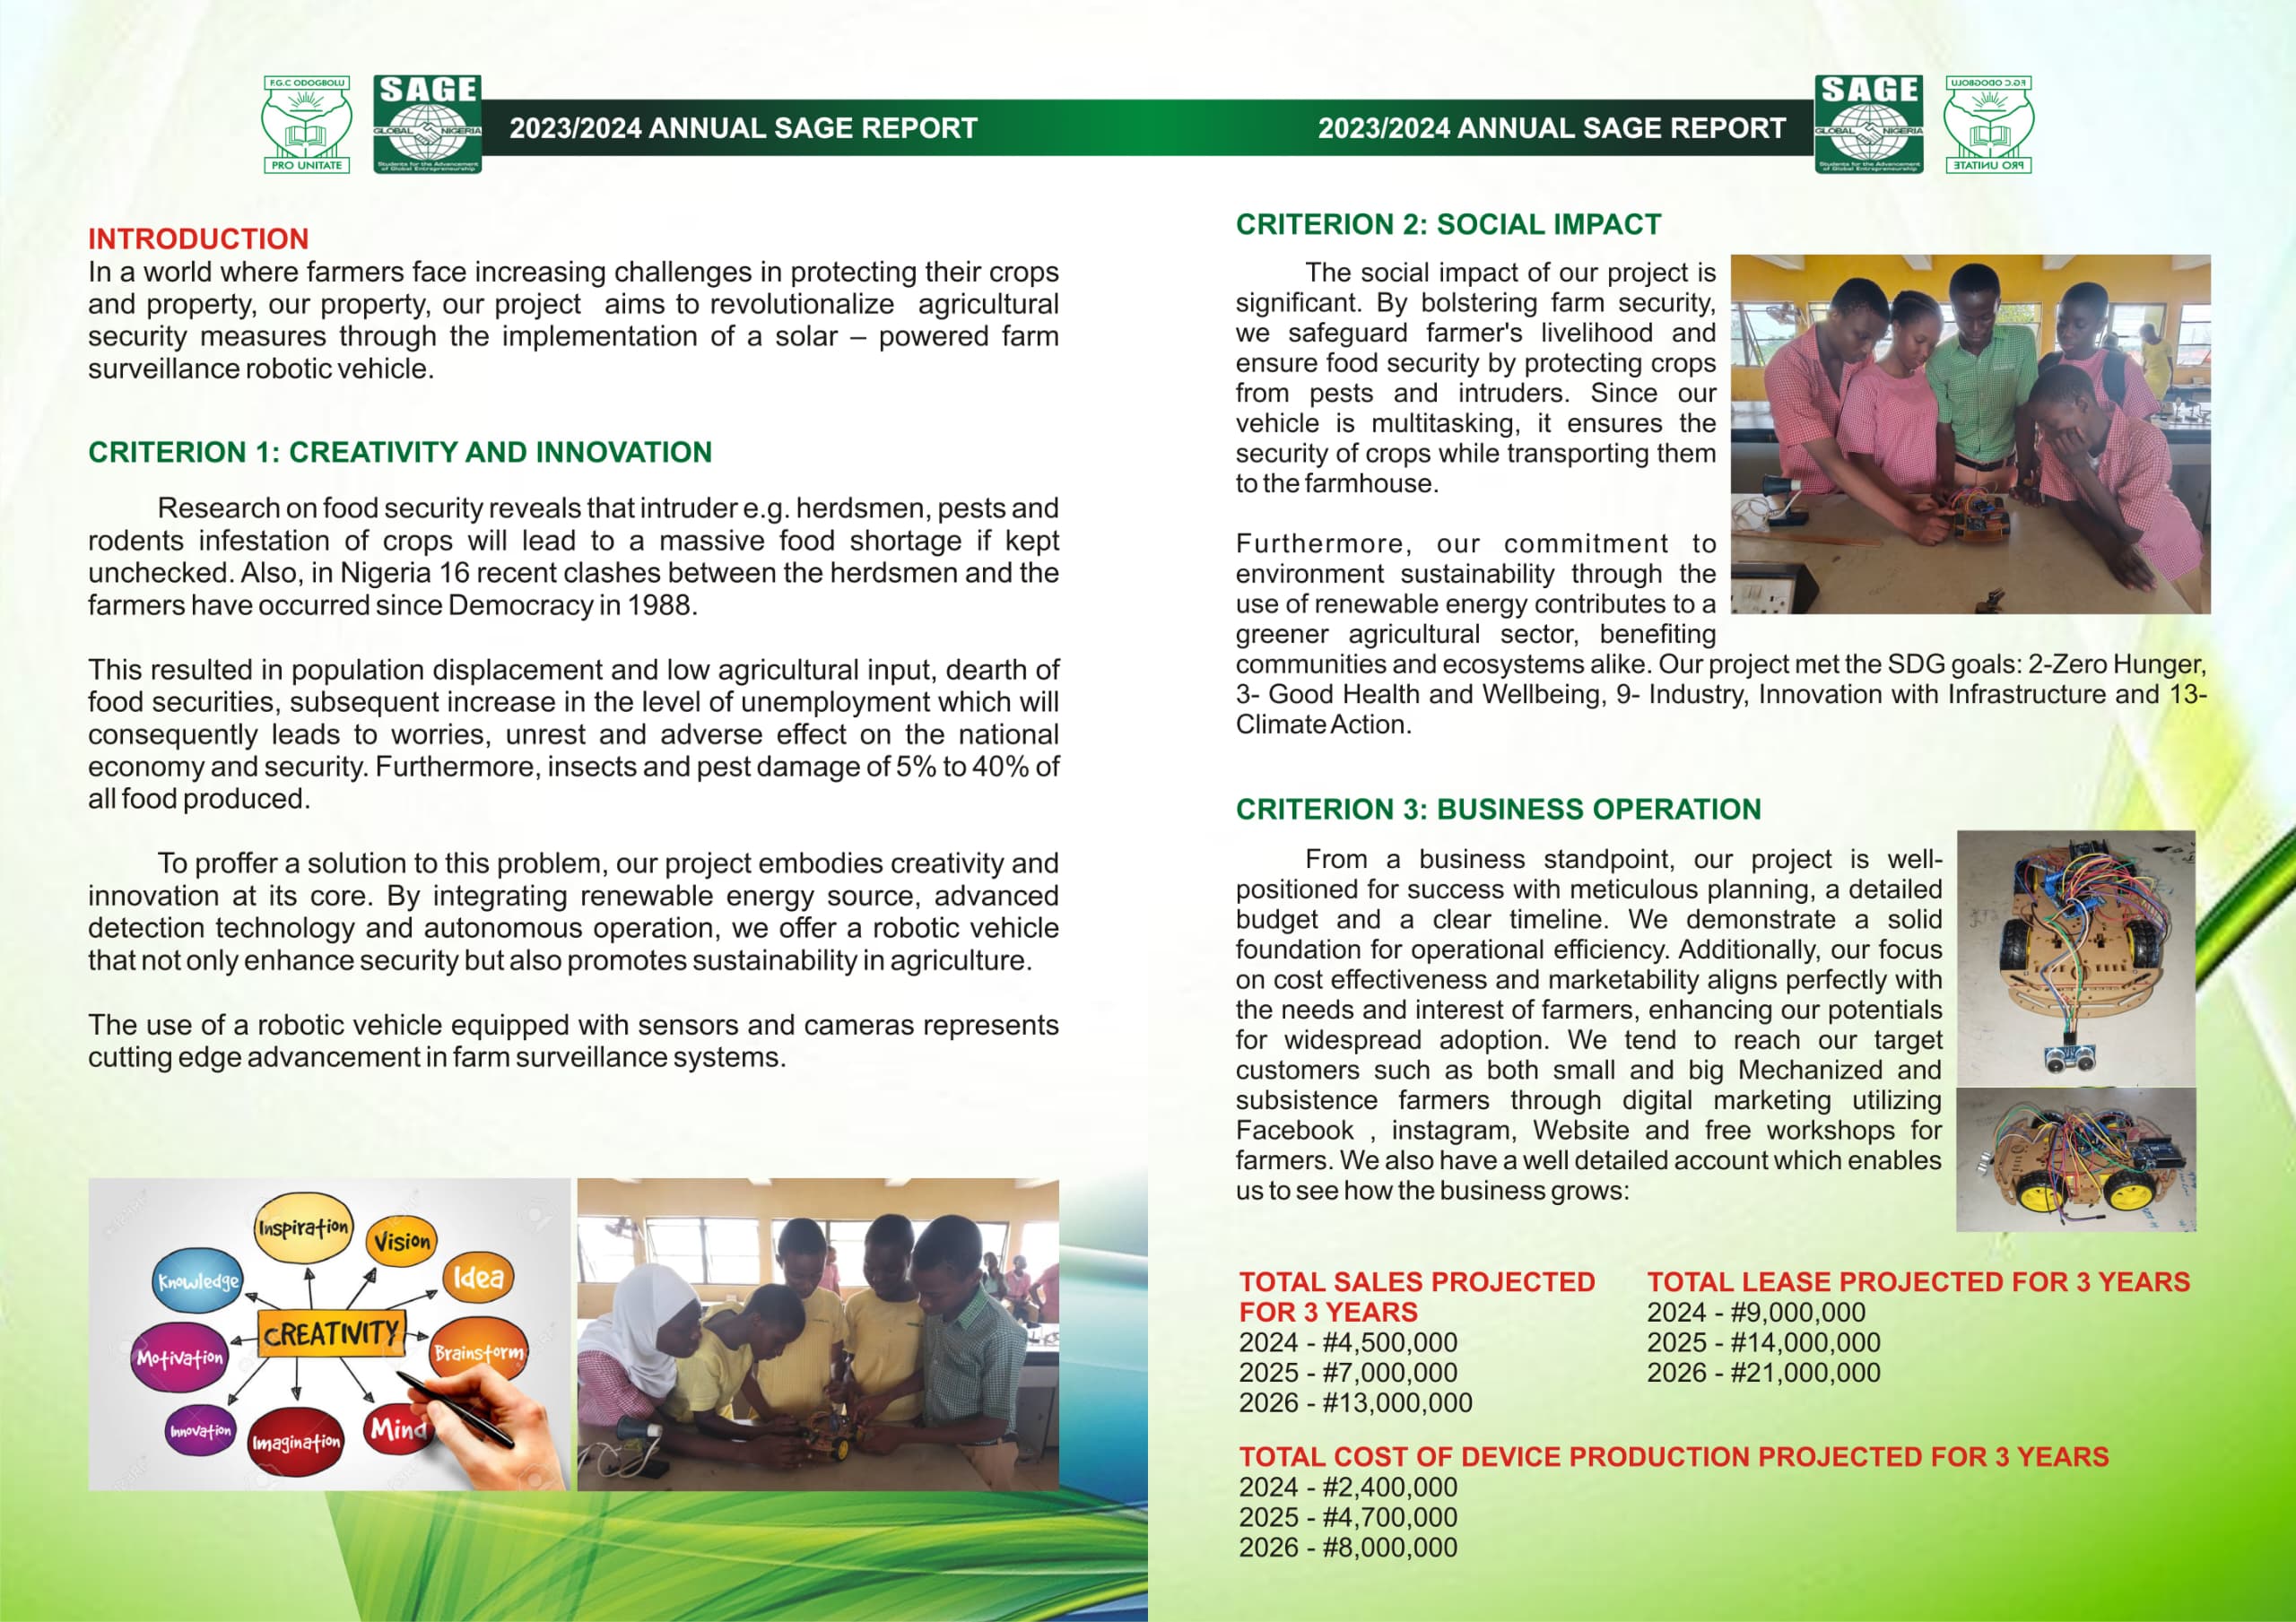 F.G.C ODOGBOLU
PRO UNITATE
SAGE
GLOBAL NIGERIA
Students for the Advancement
of Global Entrepreneurship
2023/2024 ANNUAL SAGE REPORT
INTRODUCTION
In a world where farmers face increasing challenges in protecting their crops
and property, our property, our project aims to revolutionalize agricultural
security measures through the implementation of a solar – powered farm
surveillance robotic vehicle.
CRITERION 1: CREATIVITY AND INNOVATION
Research on food security reveals that intruder e.g. herdsmen, pests and
rodents infestation of crops will lead to a massive food shortage if kept
unchecked. Also, in Nigeria 16 recent clashes between the herdsmen and the
farmers have occurred since Democracy in 1988.
This resulted in population displacement and low agricultural input, dearth of
food securities, subsequent increase in the level of unemployment which will
consequently leads to worries, unrest and adverse effect on the national
economy and security. Furthermore, insects and pest damage of 5% to 40% of
all food produced.
To proffer a solution to this problem, our project embodies creativity and
innovation at its core. By integrating renewable energy source, advanced
detection technology and autonomous operation, we offer a robotic vehicle
that not only enhance security but also promotes sustainability in agriculture.
The use of a robotic vehicle equipped with sensors and cameras represents
cutting edge advancement in farm surveillance systems.
Inspiration
Vision
Knowledge
Idea
CREATIVITY
Motivation
Brainstorm
Innovation
Imagination
Mind
2023/2024 ANNUAL SAGE REPORT
SAGE
GLOBAL NIGERIA
Students for the Advancement
of Global Entrepreneurship
F.G.C ODOGBOLU
PRO UNITATE
CRITERION 2: SOCIAL IMPACT
The social impact of our project is
significant. By bolstering farm security,
we safeguard farmer's livelihood and
ensure food security by protecting crops
from pests and intruders. Since our
vehicle is multitasking, it ensures the
security of crops while transporting them
to the farmhouse.
Furthermore, our commitment to
environment sustainability through the
use of renewable energy contributes to a
greener agricultural sector, benefiting
communities and ecosystems alike. Our project met the SDG goals: 2-Zero Hunger,
3- Good Health and Wellbeing, 9- Industry, Innovation with Infrastructure and 13-
Climate Action.
CRITERION 3: BUSINESS OPERATION
From a business standpoint, our project is well-
positioned for success with meticulous planning, a detailed
budget and a clear timeline. We demonstrate a solid
foundation for operational efficiency. Additionally, our focus
on cost effectiveness and marketability aligns perfectly with
the needs and interest of farmers, enhancing our potentials
for widespread adoption. We tend to reach our target
customers such as both small and big Mechanized and
subsistence farmers through digital marketing utilizing
Facebook , instagram, Website and free workshops for
farmers. We also have a well detailed account which enables
us to see how the business grows:
TOTAL SALES PROJECTED
FOR 3 YEARS
2024 - #4,500,000
2025 - #7,000,000
2026 - #13,000,000
TOTAL LEASE PROJECTED FOR 3 YEARS
2024 - #9,000,000
2025 - #14,000,000
2026 - #21,000,000
TOTAL COST OF DEVICE PRODUCTION PROJECTED FOR 3 YEARS
2024 - #2,400,000
2025 - #4,700,000
2026 - #8,000,000